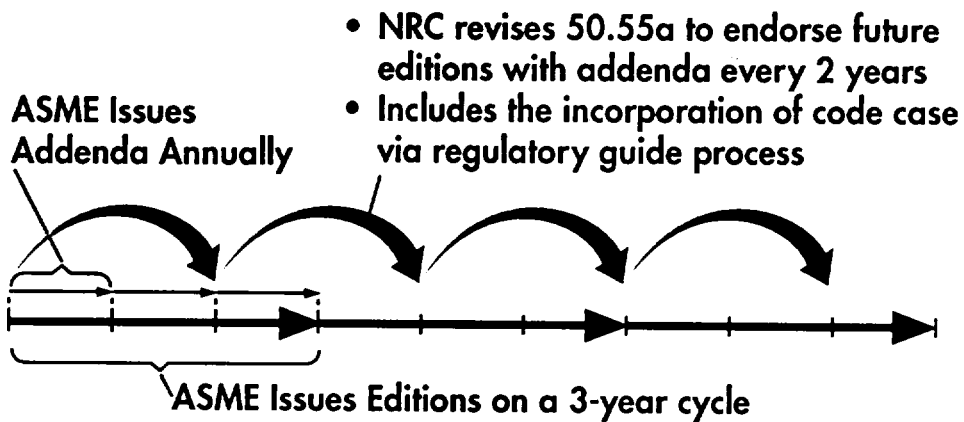 • NRC revises 50.55a to endorse future
editions with addenda every 2 years
• Includes the incorporation of code case
via regulatory guide process
ASME Issues
Addenda Annually
ASME Issues Editions on a 3-year cycle